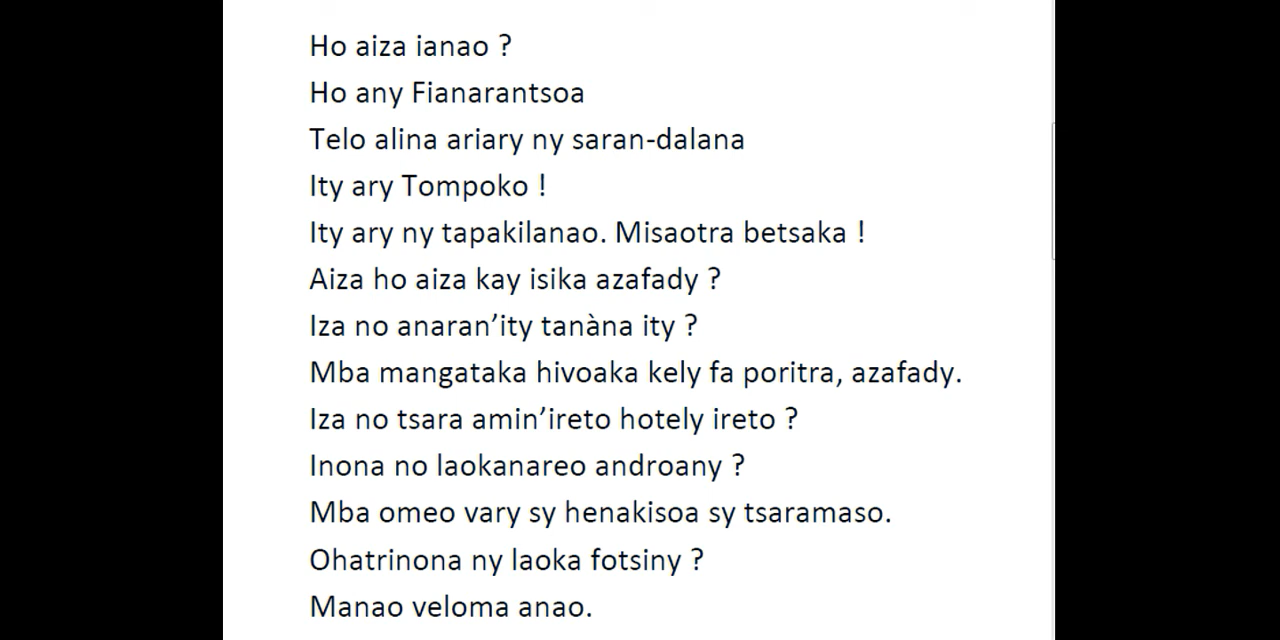 Ho aiza ianao ?
Ho any Fianarantsoa
Telo alina ariary ny saran-dalana
Ity ary Tompoko !
Ity ary ny tapakilanao. Misaotra betsaka !
Aiza ho aiza kay isika azafady ?
Iza no anaran’ity tanàna ity ?
Mba mangataka hivoaka kely fa poritra, azafady.
Iza no tsara amin’ireto hotely ireto ?
Inona no laokanareo androany ?
Mba omeo vary sy henakisoa sy tsaramaso.
Ohatrinona ny laoka fotsiny ?
Manao veloma anao.